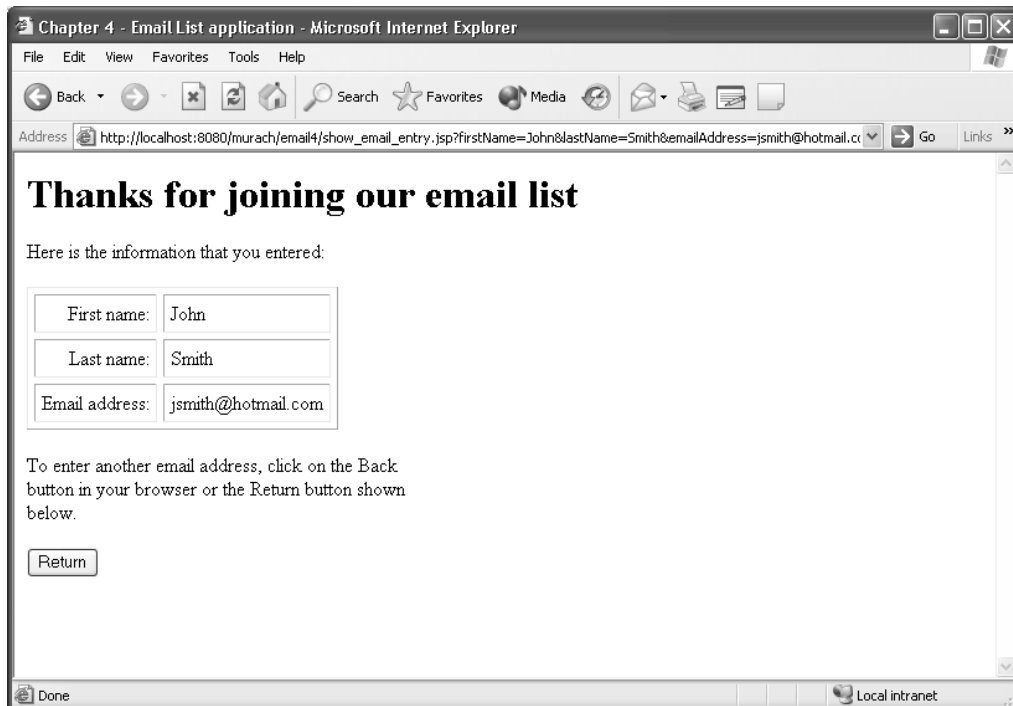 Chapter 4 - Email List application - Microsoft Internet Explorer
File Edit View Favorites Tools Help
Back Search Favorites Media
Address http://localhost:8080/murach/email4/show_email_entry.jsp?firstName=John&lastName=Smith&emailAddress=jsmith@hotmail.cc Go Links »
Thanks for joining our email list
Here is the information that you entered:
First name: John
Last name: Smith
Email address: jsmith@hotmail.com
To enter another email address, click on the Back
button in your browser or the Return button shown
below.
Return
Done Local intranet